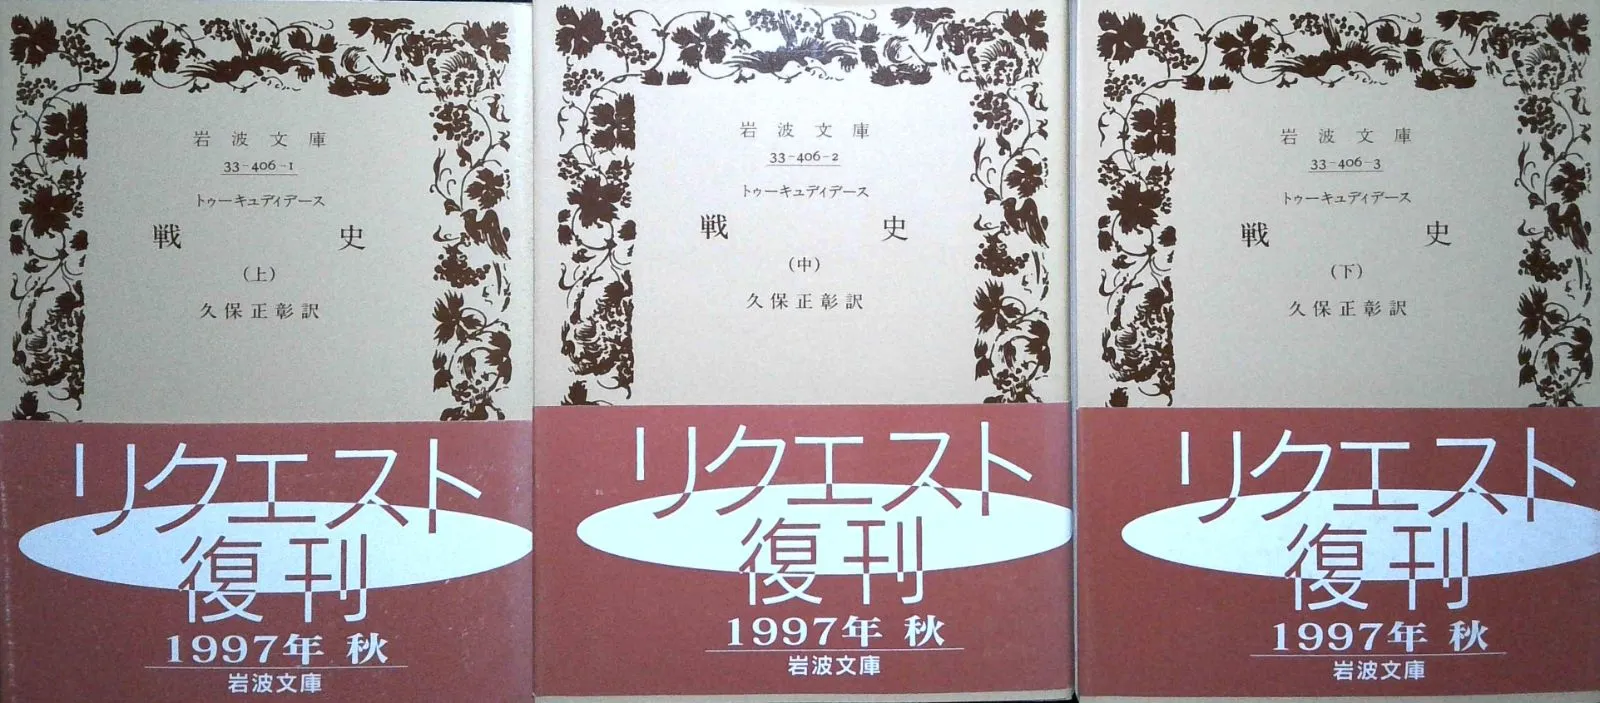 岩波文庫
33-406-1
トゥーキュディデース
戦史
(上)
久保正彰訳
リクエスト
復刊
1997年 秋
岩波文庫
岩波文庫
33-406-2
トゥーキュディデース
戦史
(中)
久保正彰訳
リクエスト
復刊
1997年 秋
岩波文庫
岩波文庫
33-406-3
トゥーキュディデース
戦史
(下)
久保正彰訳
リクエスト
復刊
1997年 秋
岩波文庫